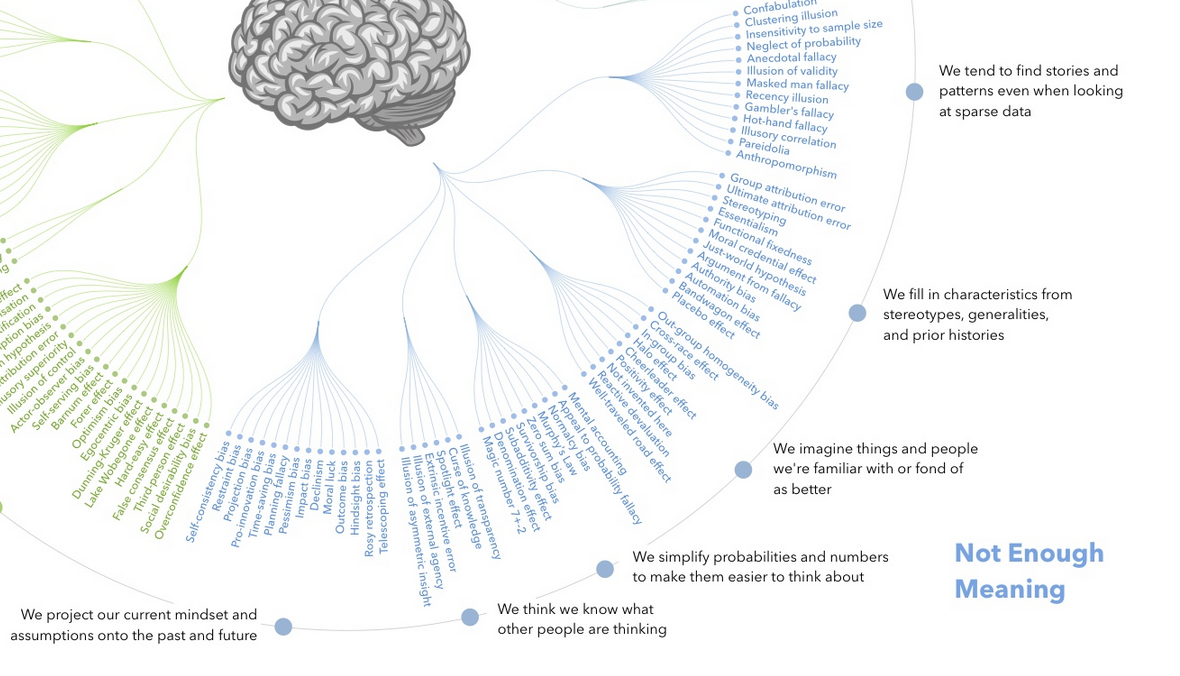 Confabulation
Clustering illusion
Insensitivity to sample size
Neglect of probability
Anecdotal fallacy
Illusion of validity
Masked man fallacy
Recency illusion
Gambler's fallacy
Hot-hand fallacy
Illusory correlation
Pareidolia
Anthropomorphism
We tend to find stories and
patterns even when looking
at sparse data
Group attribution error
Ultimate attribution error
Stereotyping
Essentialism
Functional fixedness
Moral credential effect
Just-world hypothesis
Argument from fallacy
Authority bias
Automation bias
Bandwagon effect
Placebo effect
We fill in characteristics from
stereotypes, generalities,
and prior histories
Out-group homogeneity bias
Cross-race effect
In-group bias
Halo effect
Cheerleader effect
Positivity effect
Not invented here
Reactive devaluation
Well-traveled road effect
We imagine things and people
we're familiar with or fond of
as better
Mental accounting
Appeal to probability fallacy
Normalcy bias
Murphy's Law
Zero sum bias
Survivorship bias
Subadditivity effect
Denomination effect
Magic number 7+-2
We simplify probabilities and numbers
to make them easier to think about
Illusion of transparency
Curse of knowledge
Spotlight effect
Extrinsic incentive error
Illusion of external agency
Illusion of asymmetric insight
We think we know what
other people are thinking
Telescoping effect
Rosy retrospection
Hindsight bias
Outcome bias
Moral luck
Declinism
Impact bias
Pessimism bias
Planning fallacy
Time-saving bias
Pro-innovation bias
Projection bias
Restraint bias
Self-consistency bias
We project our current mindset and
assumptions onto the past and future
Not Enough
Meaning
Overconfidence effect
Social desirability bias
Third-person effect
False consensus effect
Hard-easy effect
Lake Wobegone effect
Dunning-Kruger effect
Egocentric bias
Optimism bias
Forer effect
Barnum effect
Self-serving bias
Actor-observer bias
Illusion of control
usory superiority
tribution error
hypothesis
ption bias
ification
isation
effect
ng